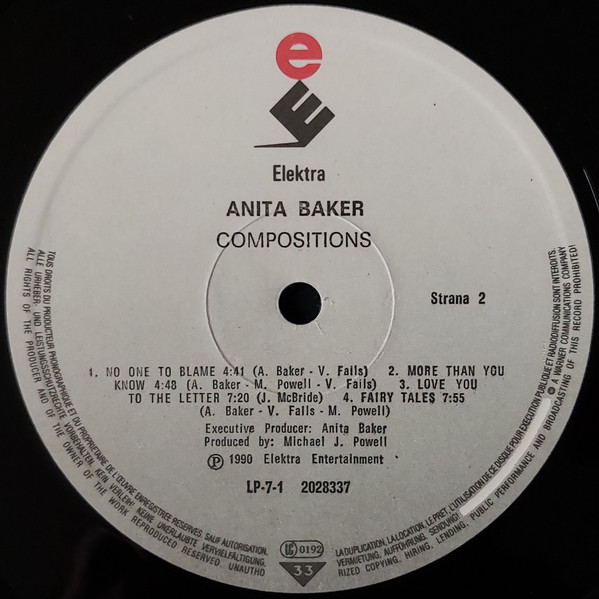 e
E
Elektra
ANITA BAKER
COMPOSITIONS
Strana 2
1. NO ONE TO BLAME 4:41 (A. Baker - V. Fails) 2. MORE THAN YOU
KNOW 4:48 (A. Baker - M. Powell - V. Fails) 3. LOVE YOU
TO THE LETTER 7:20 (J. McBride) 4. FAIRY TALES 7:55
(A. Baker - V. Fails - M. Powell)
Executive Producer: Anita Baker
Produced by: Michael J. Powell
Ⓟ 1990 Elektra Entertainment
LP-7-1 2028337
LC 0192
33
TOUS DROITS DU PRODUCTEUR PHONOGRAPHIQUE ET DU PROPRIETAIRE DE L'ŒUVRE ENREGISTREE RESERVES. SAUF AUTORISATION,
LA DUPLICATION, LA LOCATION, LE PRET, L'UTILISATION DE CE DISQUE POUR EXECUTION PUBLIQUE ET RADIODIFFUSION SONT INTERDITS.
ALLE URHEBER- UND LEISTUNGSSCHUTZRECHTE VORBEHALTEN. KEIN VERLEIH! KEINE UNERLAUBTE VERVIELFÄLTIGUNG,
VERMIETUNG, AUFFÜHRUNG, SENDUNG! A WARNER COMMUNICATIONS COMPANY
ALL RIGHTS OF THE PRODUCER AND OF THE OWNER OF THE WORK REPRODUCED RESERVED. UNAUTHO
RIZED COPYING, HIRING, LENDING, PUBLIC PERFORMANCE AND BROADCASTING OF THIS RECORD PROHIBITED!